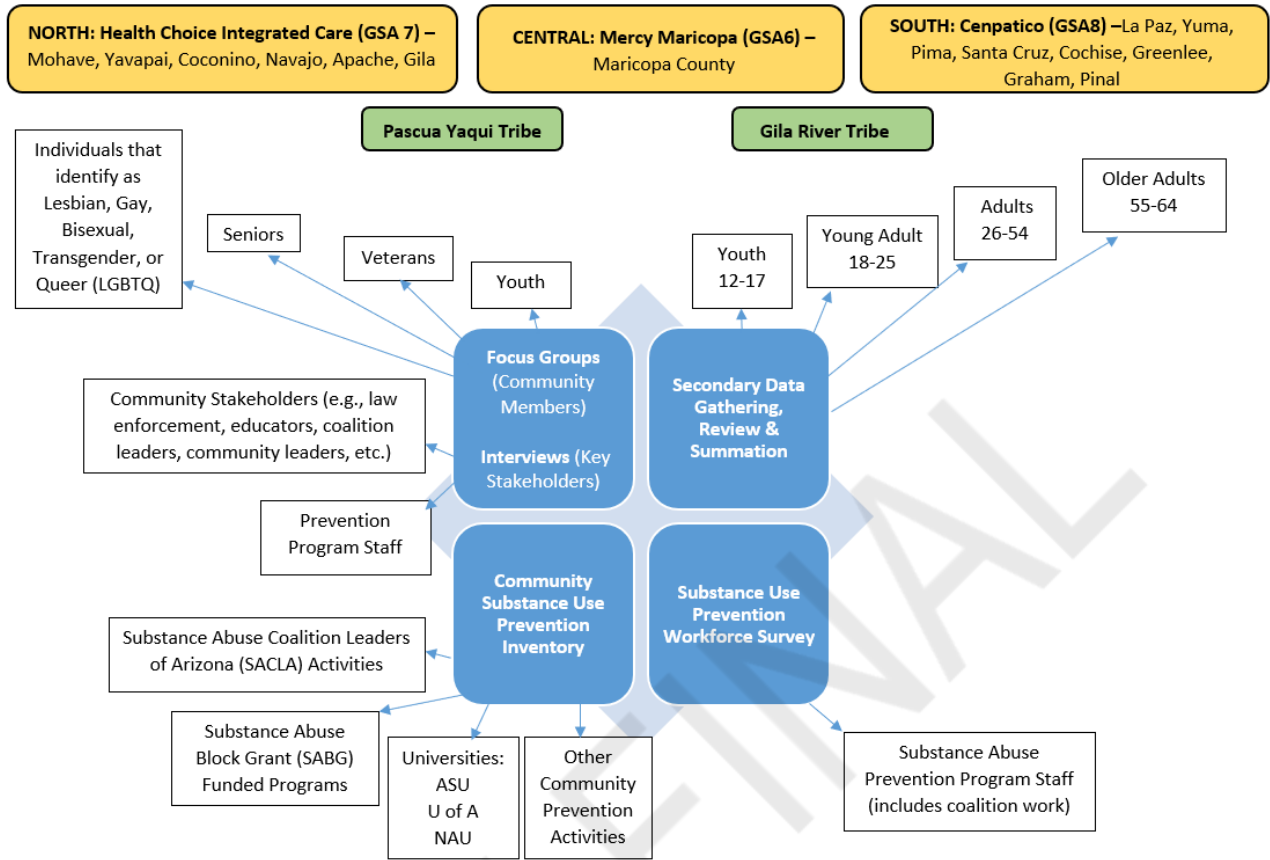 NORTH: Health Choice Integrated Care (GSA 7) –
Mohave, Yavapai, Coconino, Navajo, Apache, Gila
CENTRAL: Mercy Maricopa (GSA6) –
Maricopa County
SOUTH: Cenpatico (GSA8) –La Paz, Yuma,
Pima, Santa Cruz, Cochise, Greenlee,
Graham, Pinal
Pascua Yaqui Tribe
Gila River Tribe
Individuals that
identify as
Lesbian, Gay,
Bisexual,
Transgender, or
Queer (LGBTQ)
Seniors
Veterans
Youth
Youth
12-17
Young Adult
18-25
Adults
26-54
Older Adults
55-64
Focus Groups
(Community
Members)
Interviews (Key
Stakeholders)
Secondary Data
Gathering,
Review &
Summation
Community Stakeholders (e.g., law
enforcement, educators, coalition
leaders, community leaders, etc.)
Prevention
Program Staff
Community
Substance Use
Prevention
Inventory
Substance Use
Prevention
Workforce Survey
Substance Abuse Coalition Leaders
of Arizona (SACLA) Activities
Substance Abuse
Block Grant (SABG)
Funded Programs
Universities:
ASU
U of A
NAU
Other
Community
Prevention
Activities
Substance Abuse
Prevention Program Staff
(includes coalition work)
FINAL